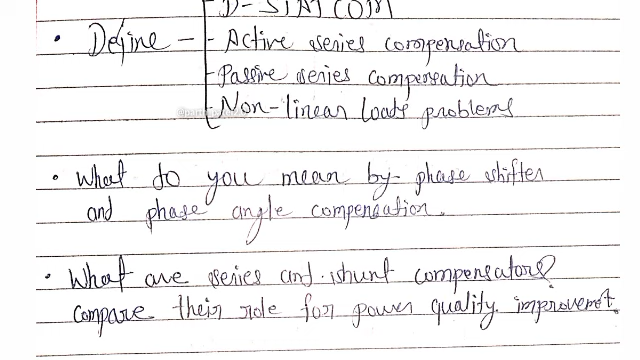 D-STATCOM
• Define - - Active series compensation
- Passive series compensation
- Non-linear loads problems
• What do you mean by- phase shifter
and phase angle compensation.
• What are series and shunt compensators?
compare their role for power quality improvemet.